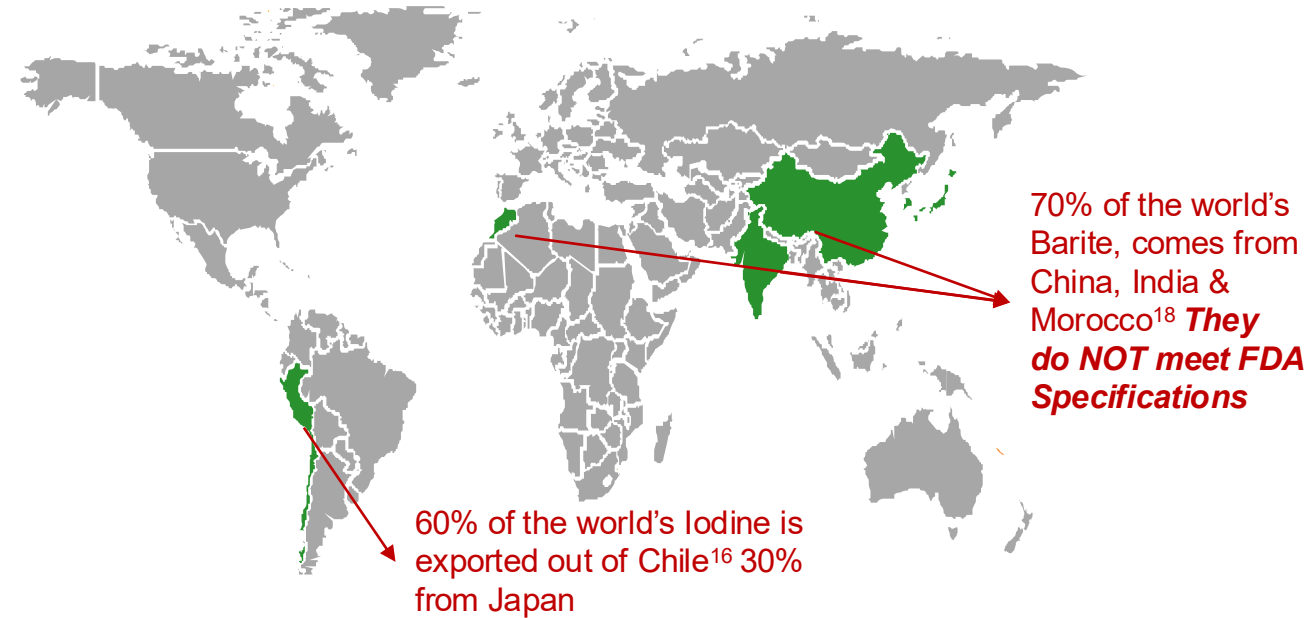 70% of the world's
Barite, comes from
China, India &
Morocco18 They
do NOT meet FDA
Specifications
60% of the world's Iodine is
exported out of Chile16 30%
from Japan